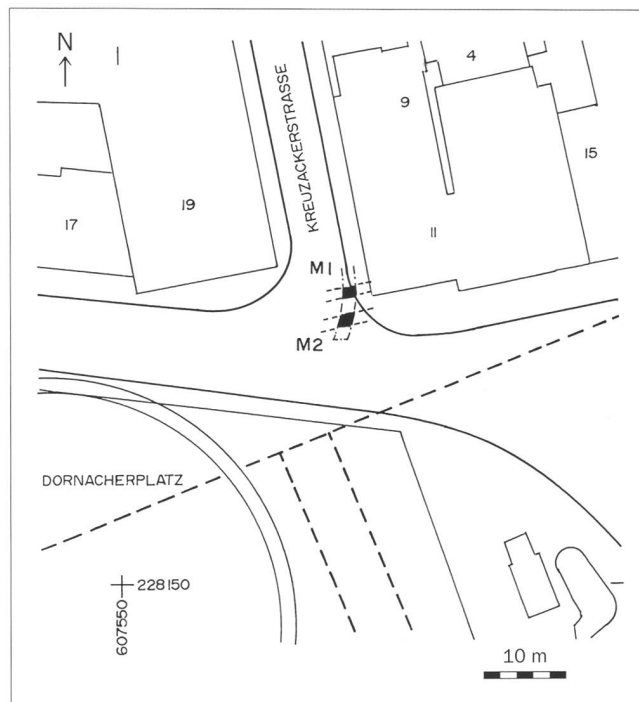 N
4
9
15
KREUZACKERSTRASSE
19
17
11
M1
M2
DORNACHERPLATZ
228150
607550
10 m